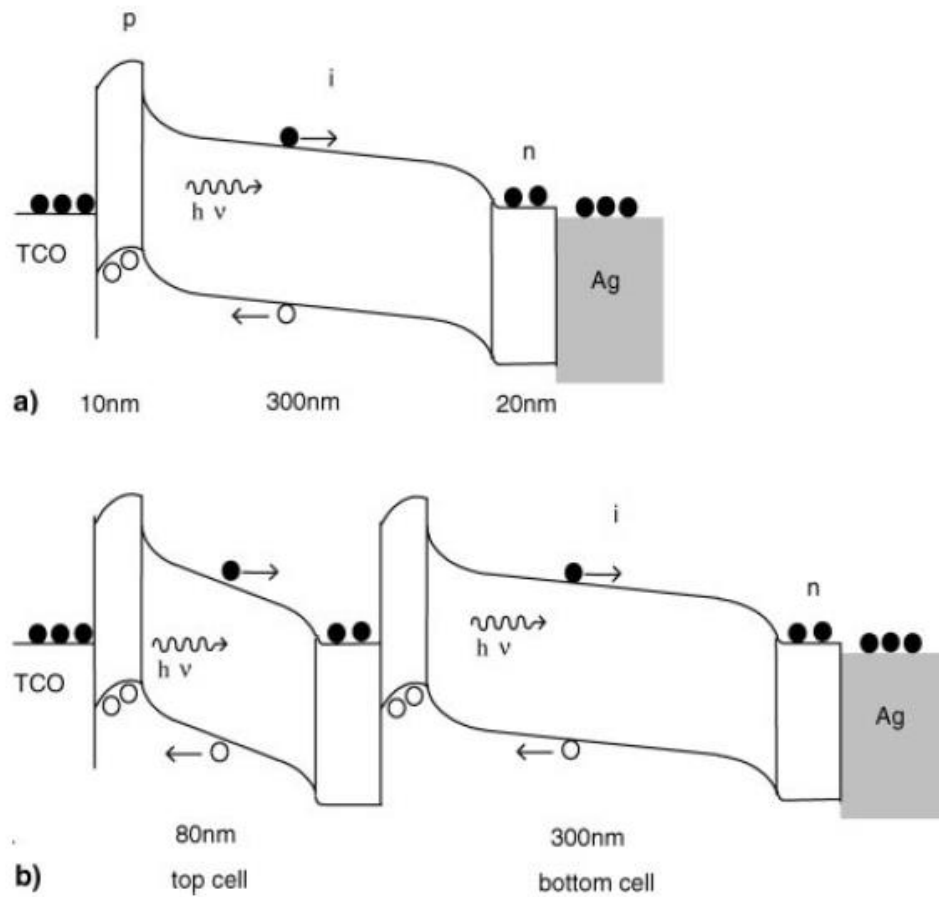 p
i
n
h ν
TCO
Ag
a)
10nm
300nm
20nm
i
n
h ν
h ν
TCO
Ag
80nm
300nm
b)
top cell
bottom cell